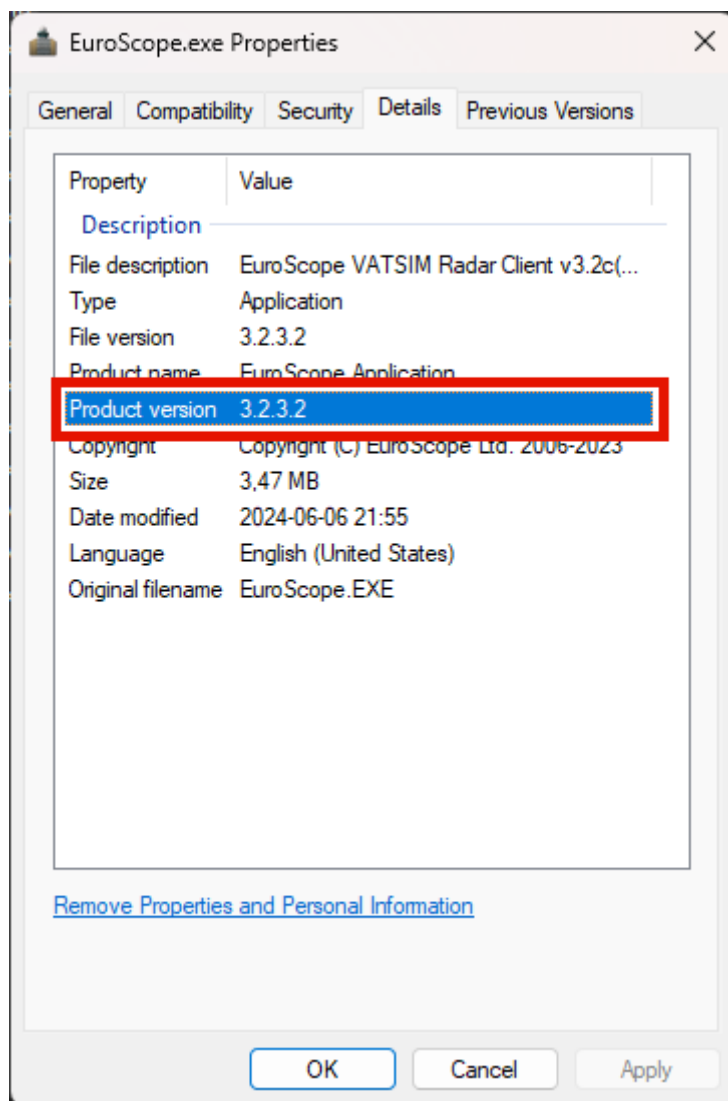 EuroScope.exe Properties
General Compatibility Security Details Previous Versions
Property Value
Description
File description EuroScope VATSIM Radar Client v3.2c(...
Type Application
File version 3.2.3.2
Product name EuroScope Application
Product version 3.2.3.2
Copyright Copyright (C) EuroScope Ltd. 2006-2023
Size 3,47 MB
Date modified 2024-06-06 21:55
Language English (United States)
Original filename EuroScope.EXE
Remove Properties and Personal Information
OK Cancel Apply